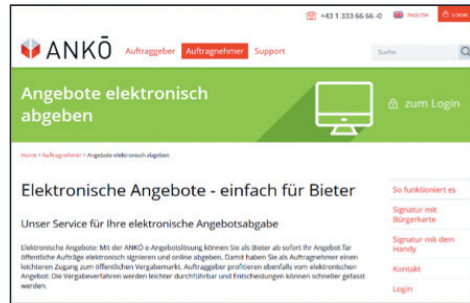 +43 1 333 66 66 -0 ENGLISH LOGIN
ANKÖ Auftraggeber Auftragnehmer Support Suche
Angebote elektronisch
abgeben
zum Login
Home > Auftragnehmer > Angebote elektronisch abgeben
Elektronische Angebote - einfach für Bieter
Unser Service für Ihre elektronische Angebotsabgabe
Elektronische Angebote: Mit der ANKÖ e-Angebotslösung können Sie als Bieter ab sofort Ihr Angebot für
öffentliche Aufträge elektronisch signieren und online abgeben. Damit haben Sie als Auftragnehmer einen
leichteren Zugang zum öffentlichen Vergabemarkt. Auftraggeber profitieren ebenfalls vom elektronischen
Angebot: Die Vergabeverfahren werden leichter durchführbar und Entscheidungen können schneller gefasst
werden.
So funktioniert es
Signatur mit
Bürgerkarte
Signatur mit dem
Handy
Kontakt
Login